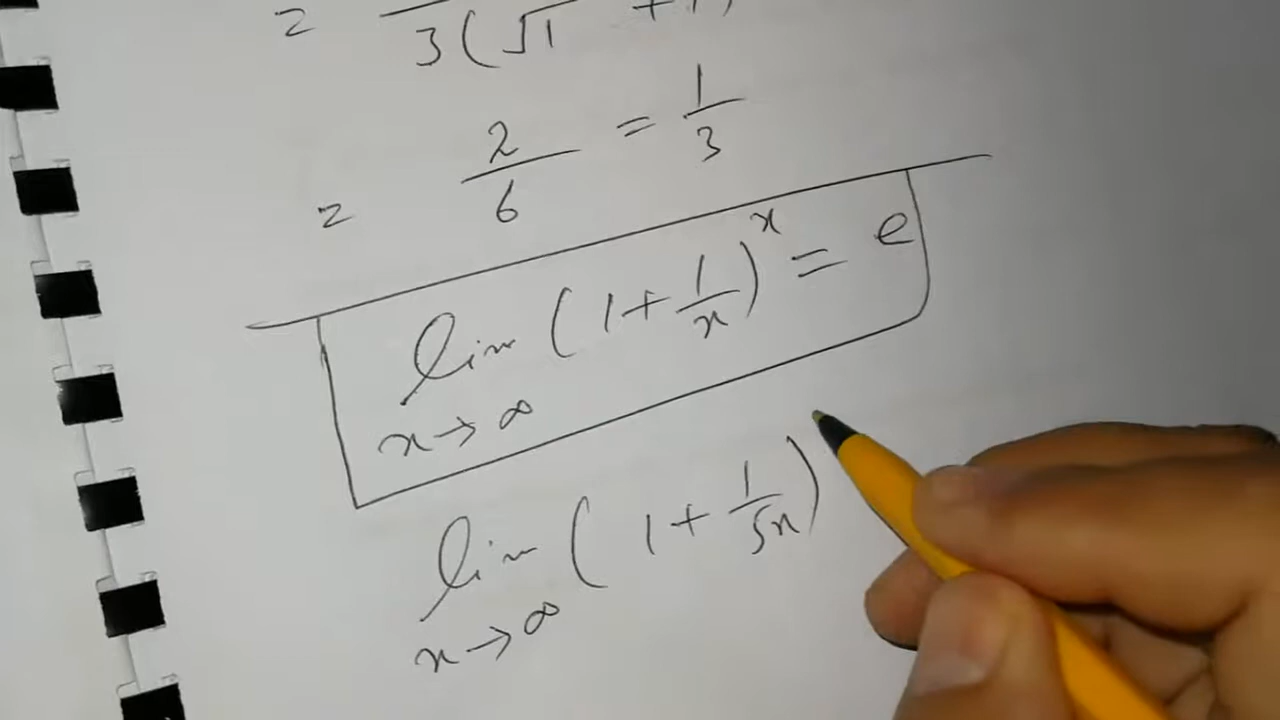 = 3(√1 + 1)
= 2/6 = 1/3
lim (1 + 1/x)^x = e
x → ∞
lim (1 + 1/5x)
x → ∞